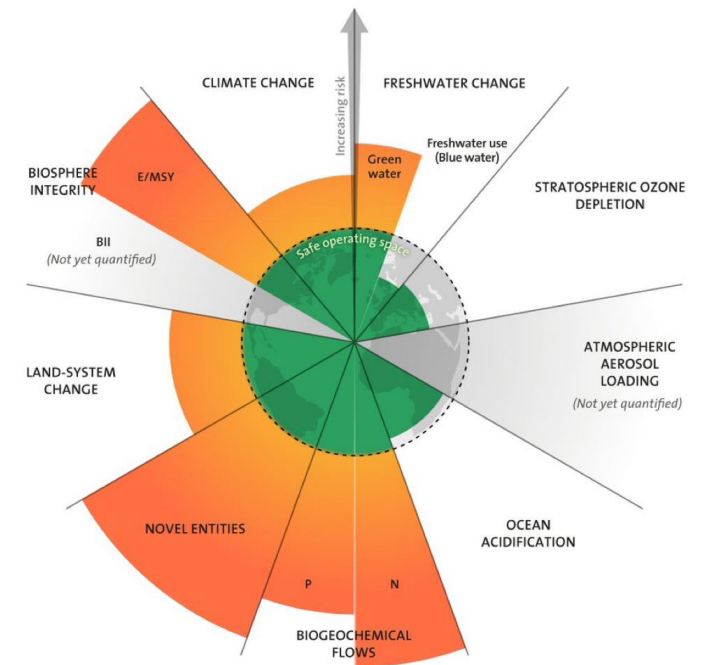 CLIMATE CHANGE
Increasing risk
FRESHWATER CHANGE
Green
water
Freshwater use
(Blue water)
STRATOSPHERIC OZONE
DEPLETION
BIOSPHERE
INTEGRITY
E/MSY
BII
(Not yet quantified)
Safe operating space
ATMOSPHERIC
AEROSOL
LOADING
(Not yet quantified)
LAND-SYSTEM
CHANGE
NOVEL ENTITIES
OCEAN
ACIDIFICATION
P
N
BIOGEOCHEMICAL
FLOWS